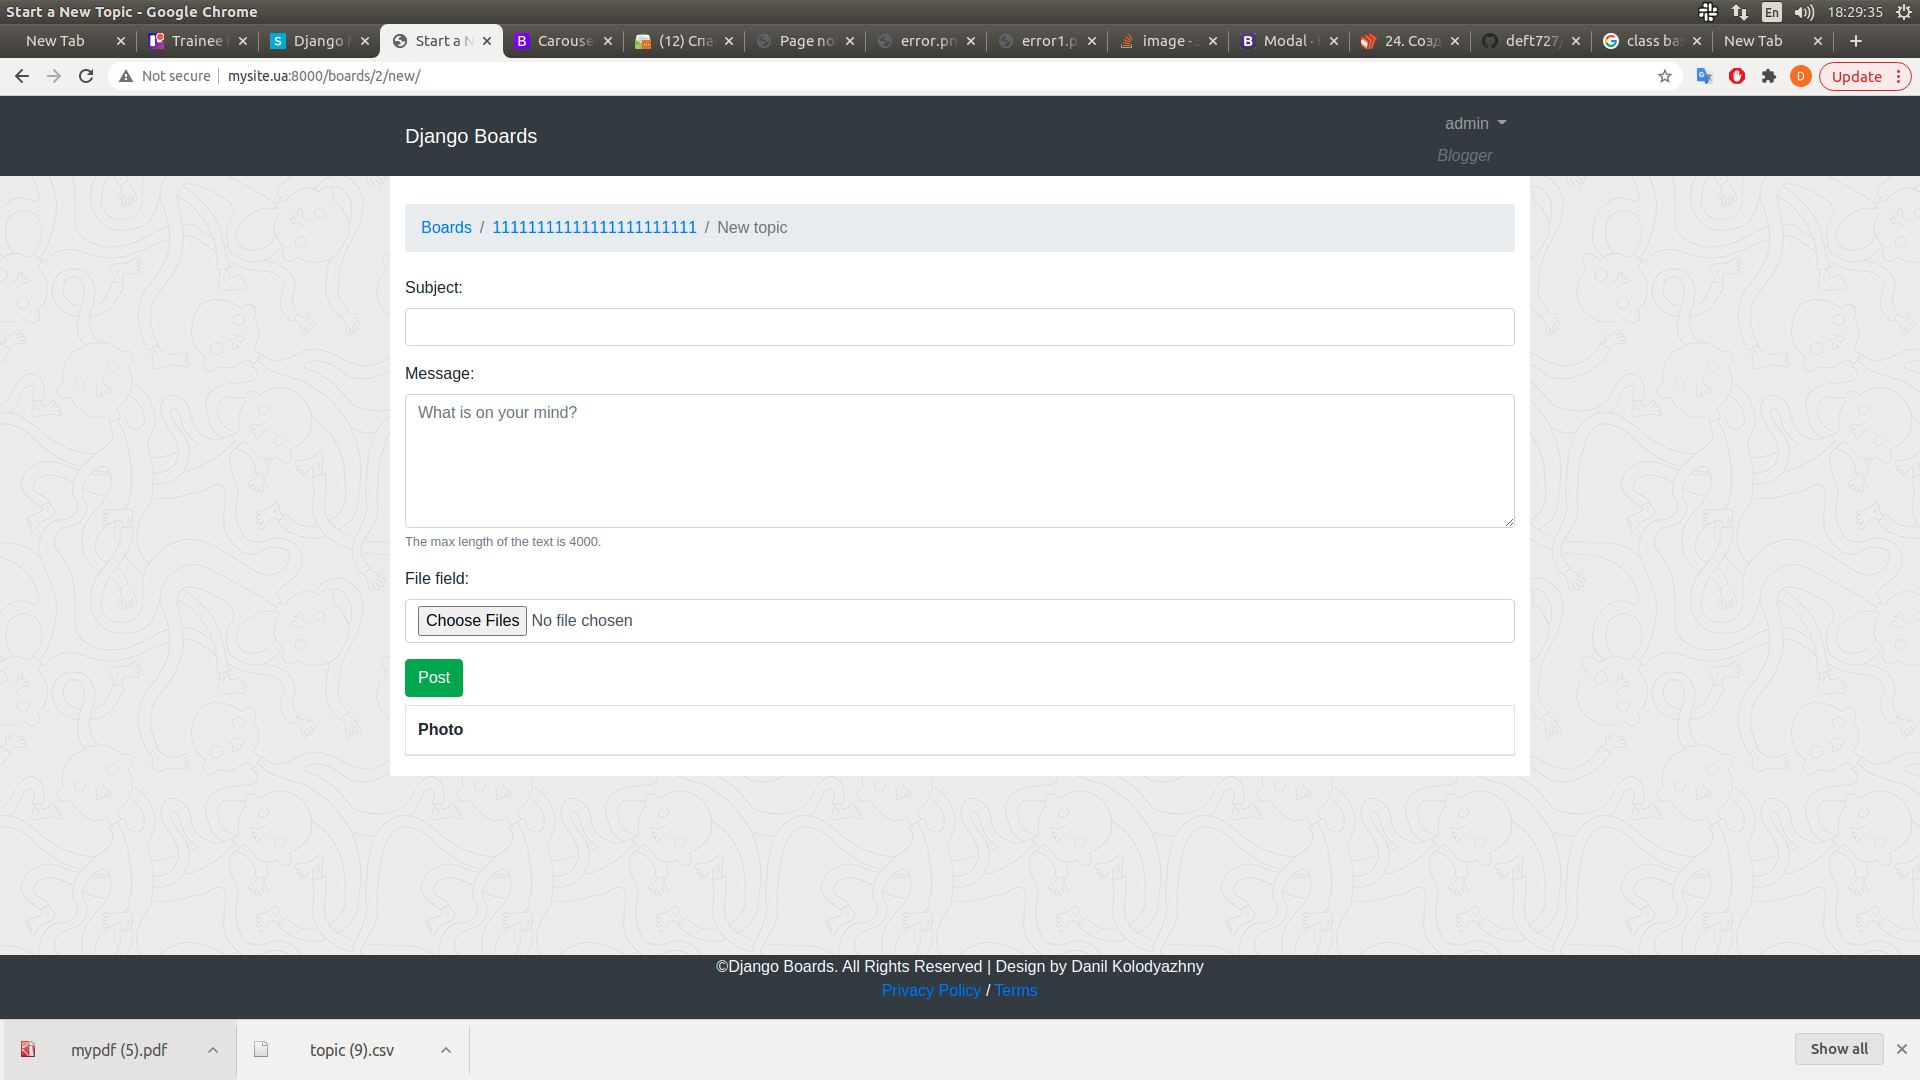 Start a New Topic - Google Chrome
En
18:29:35
New Tab
Trainee
Django
Start a N
Carouse
(12) Спа
Page no
error.pn
error1.p
image -
Modal ·
24. Созд
deft727/
class ba
New Tab
Not secure
mysite.ua:8000/boards/2/new/
D
Update
Django Boards
admin
Blogger
Boards / 11111111111111111111111 / New topic
Subject:
Message:
What is on your mind?
The max length of the text is 4000.
File field:
Choose Files No file chosen
Post
Photo
©Django Boards. All Rights Reserved | Design by Danil Kolodyazhny
Privacy Policy / Terms
mypdf (5).pdf
topic (9).csv
Show all